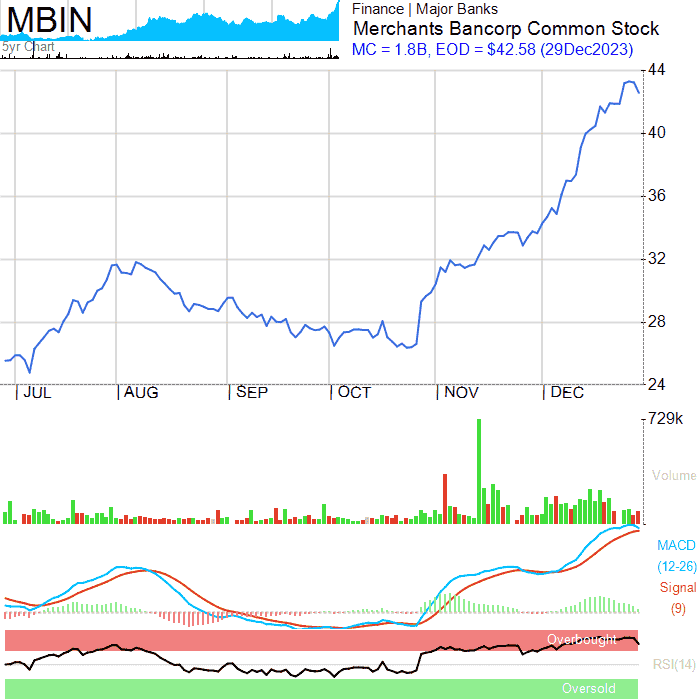 MBIN
5yr Chart
Finance | Major Banks
Merchants Bancorp Common Stock
MC = 1.8B, EOD = $42.58 (29Dec2023)
44
40
36
32
28
24
JUL AUG SEP OCT NOV DEC
729k
Volume
MACD
(12-26)
Signal
(9)
Overbought
RSI(14)
Oversold